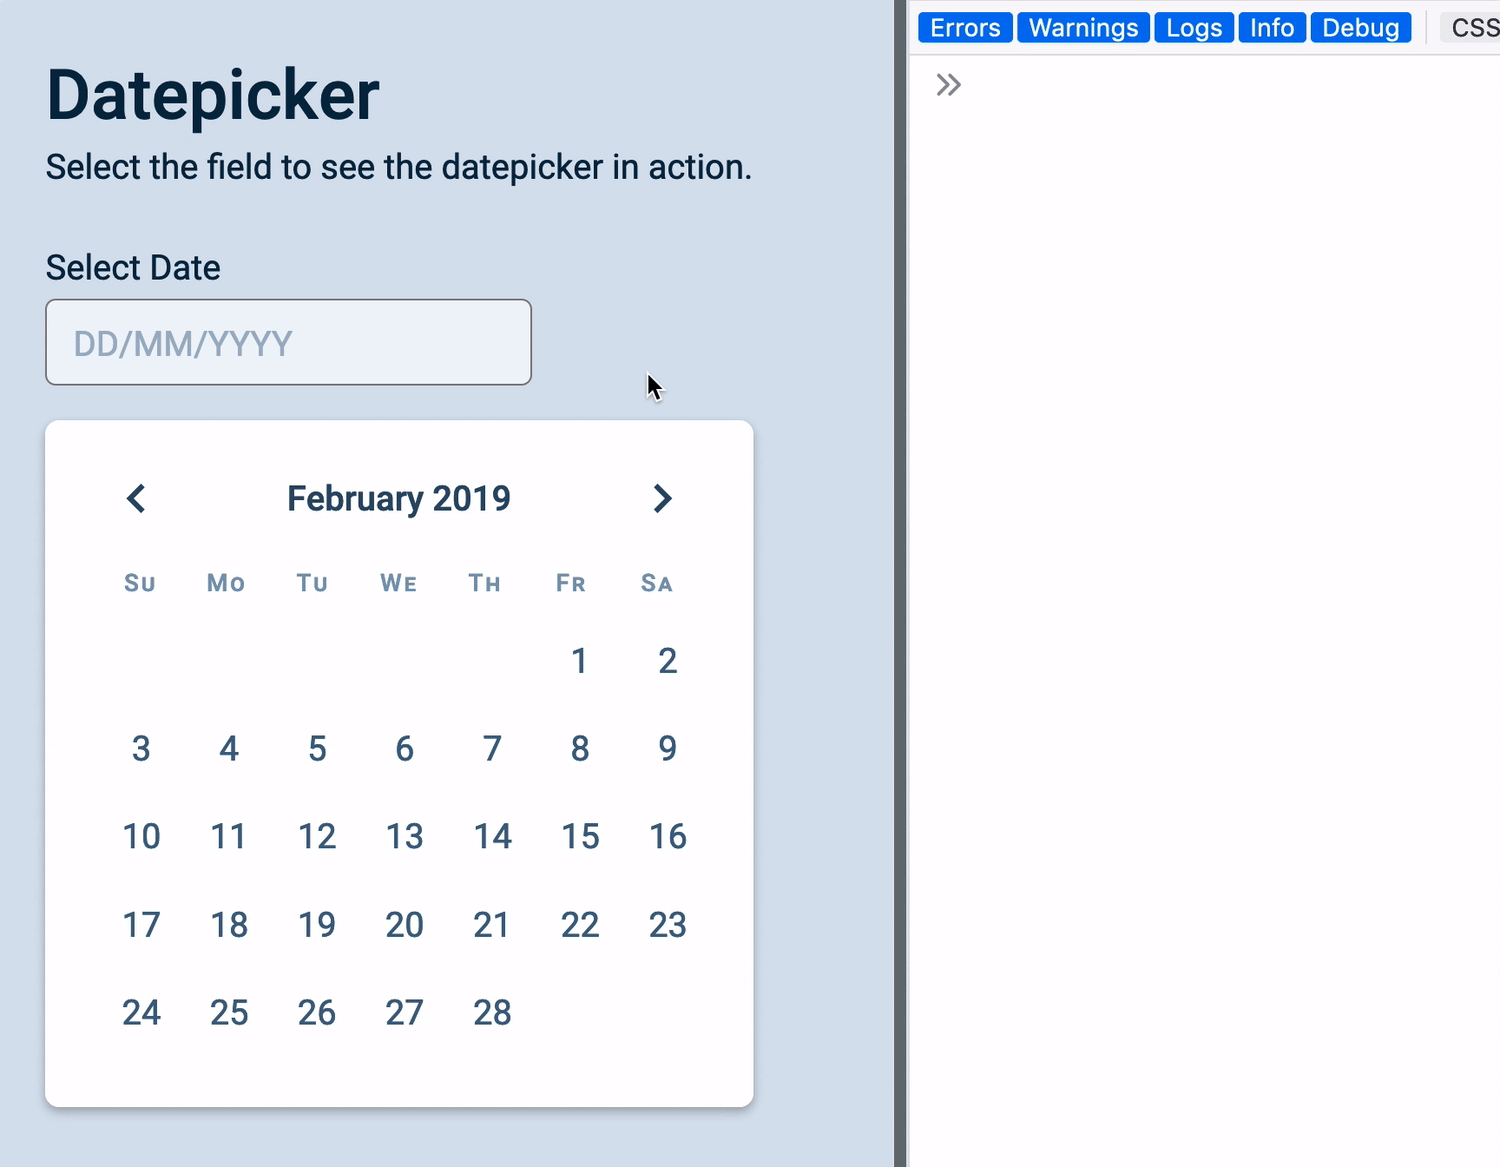 Datepicker
Select the field to see the datepicker in action.
Select Date
DD/MM/YYYY
February 2019
Su Mo Tu We Th Fr Sa
1 2
3 4 5 6 7 8 9
10 11 12 13 14 15 16
17 18 19 20 21 22 23
24 25 26 27 28
Errors Warnings Logs Info Debug CSS